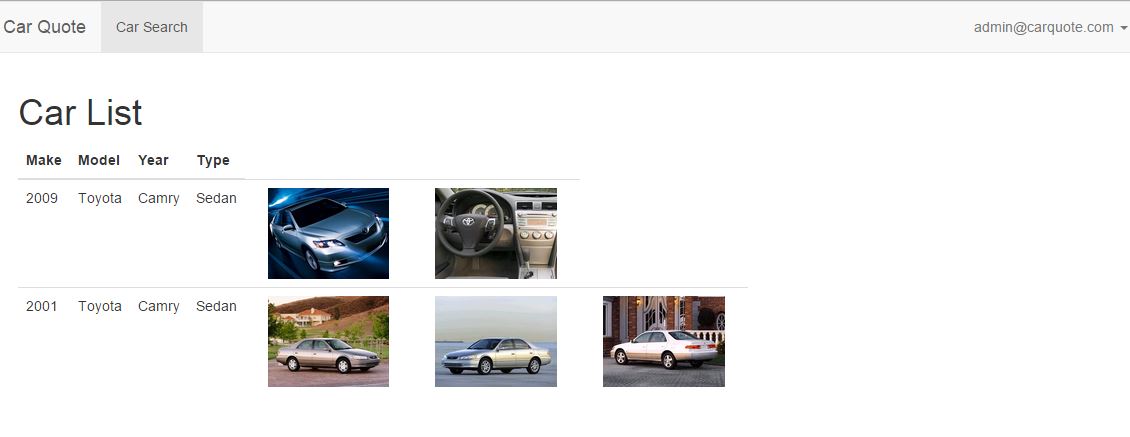 Car Quote Car Search admin@carquote.com
Car List
Make Model Year Type
2009 Toyota Camry Sedan
2001 Toyota Camry Sedan